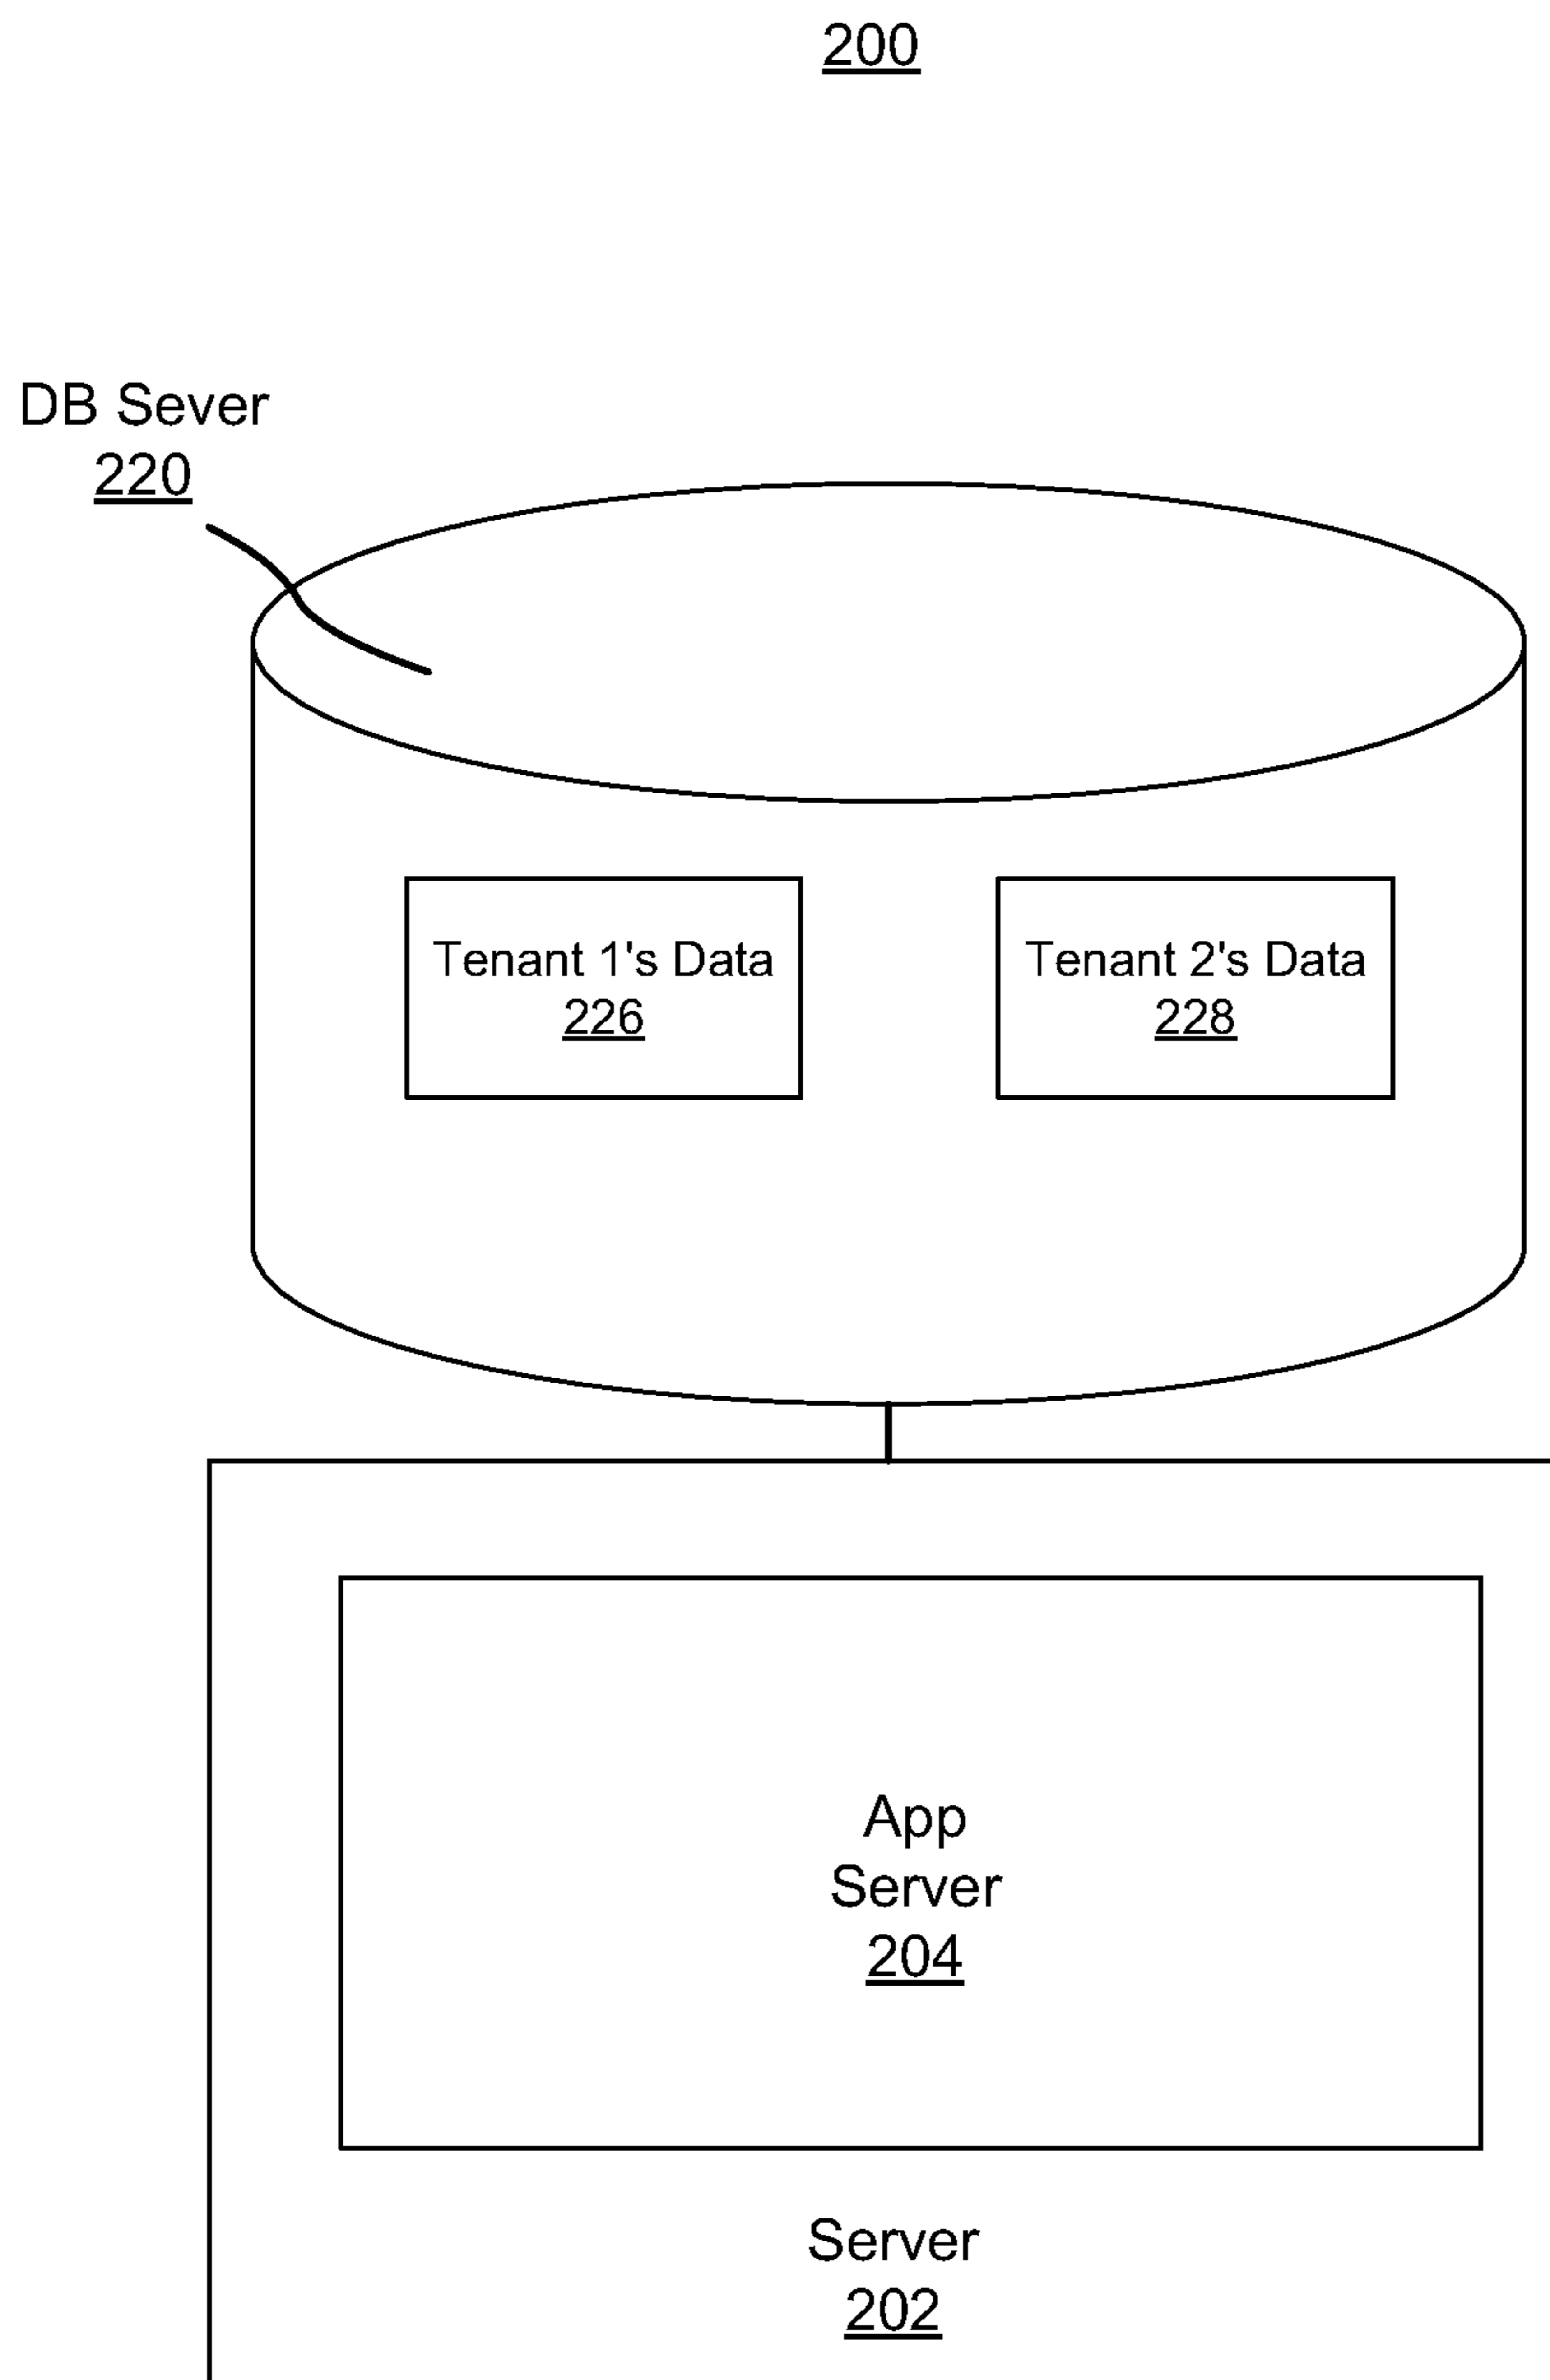 200
DB Sever
220
Tenant 1's Data
226
Tenant 2's Data
228
App
Server
204
Server
202